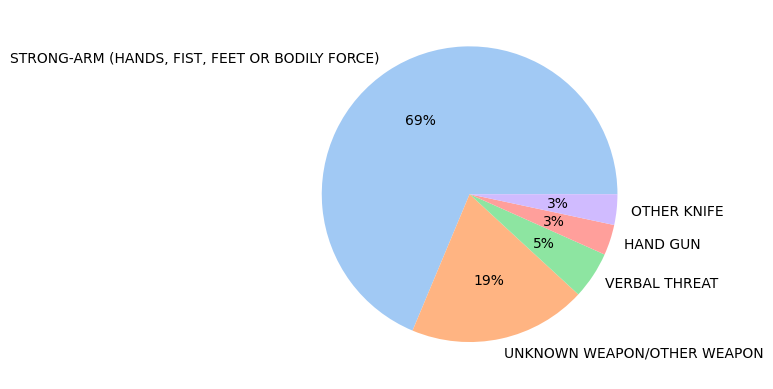 STRONG-ARM (HANDS, FIST, FEET OR BODILY FORCE)
69%
3%
OTHER KNIFE
3%
HAND GUN
5%
VERBAL THREAT
19%
UNKNOWN WEAPON/OTHER WEAPON